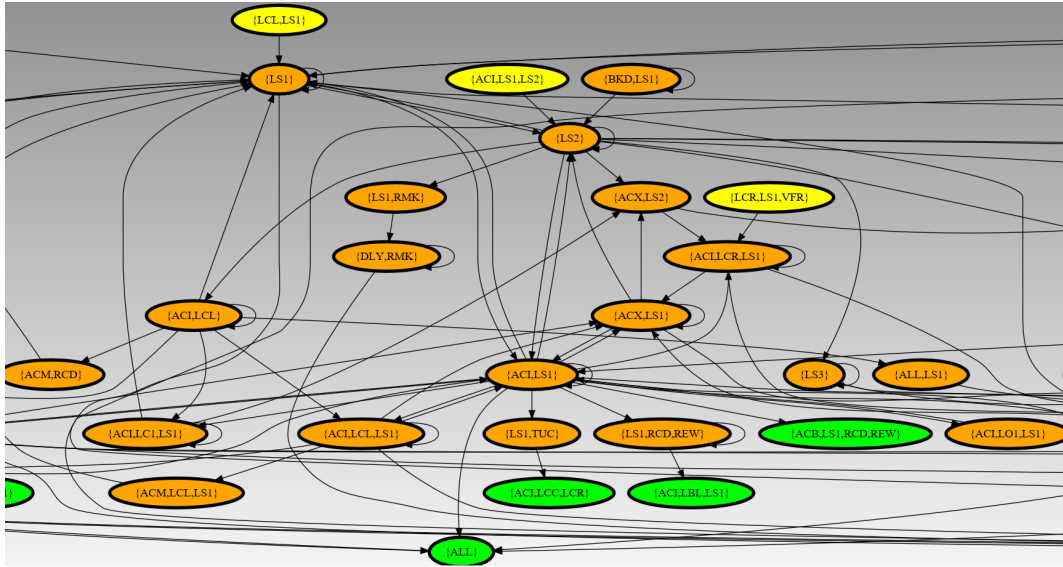 {LCL,LS1}
{LS1}
{ACI,LS1,LS2}
{BKD,LS1}
{LS2}
{LS1,RMK}
{ACX,LS2}
{LCR,LS1,VFR}
{DLY,RMK}
{ACI,LCR,LS1}
{ACI,LCL}
{ACX,LS1}
{ACM,RCD}
{ACI,LS1}
{LS3}
{ALL,LS1}
{ACI,LC1,LS1}
{ACI,LCL,LS1}
{LS1,TUC}
{LS1,RCD,REW}
{ACB,LS1,RCD,REW}
{ACI,LO1,LS1}
{ACM,LCL,LS1}
{ACI,LCC,LCR}
{ACI,LBL,LS1}
{ALL}